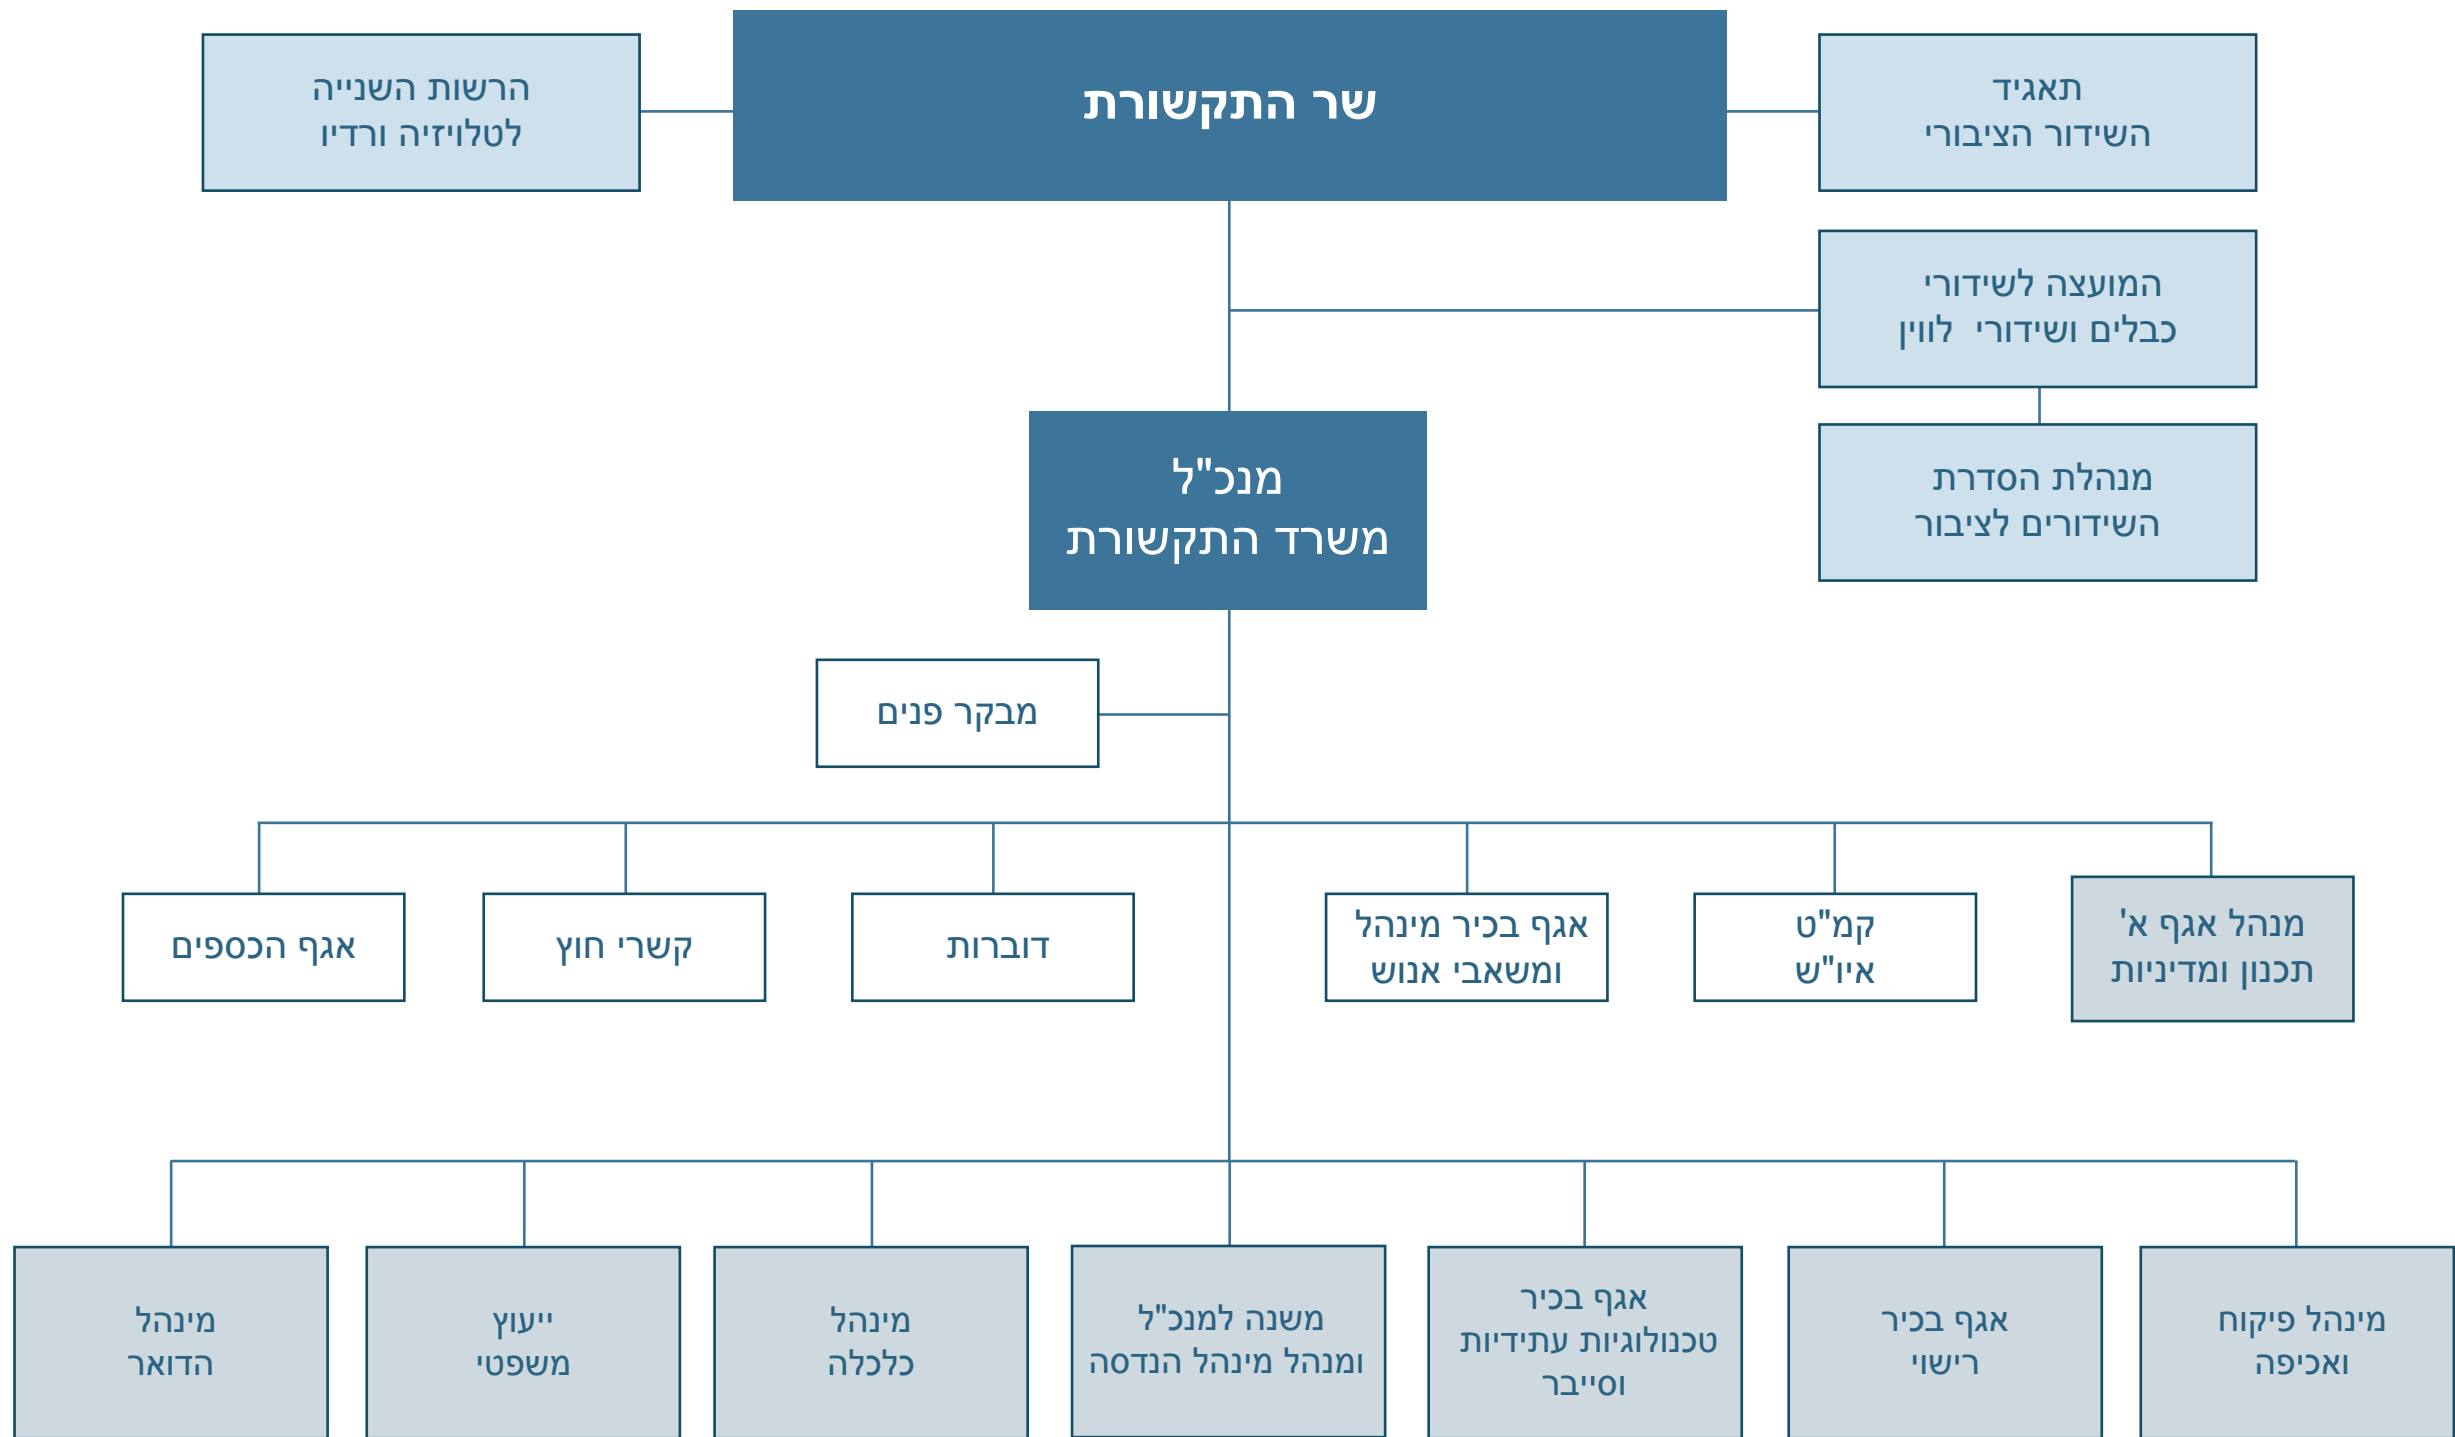 שר התקשורת
תאגיד
השידור הציבורי
הרשות השנייה
לטלויזיה ורדיו
המועצה לשידורי
כבלים ושידורי לווין
מנהלת הסדרת
השידורים לציבור
מנכ"ל
משרד התקשורת
מבקר פנים
מנהל אגף א'
תכנון ומדיניות
קמ"ט
איו"ש
אגף בכיר מינהל
ומשאבי אנוש
דוברות
קשרי חוץ
אגף הכספים
מינהל פיקוח
ואכיפה
אגף בכיר
רישוי
אגף בכיר
טכנולוגיות עתידיות
וסייבר
משנה למנכ"ל
ומנהל מינהל הנדסה
מינהל
כלכלה
ייעוץ
משפטי
מינהל
הדואר